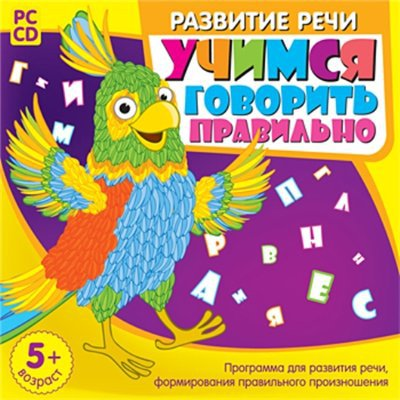 PC
CD
РАЗВИТИЕ РЕЧИ
УЧИМСЯ
ГОВОРИТЬ
ПРАВИЛЬНО
Г К И
М
Р П Г Л
Р В Н И
А И Я Е С
5+
возраст
Программа для развития речи,
формирования правильного произношения